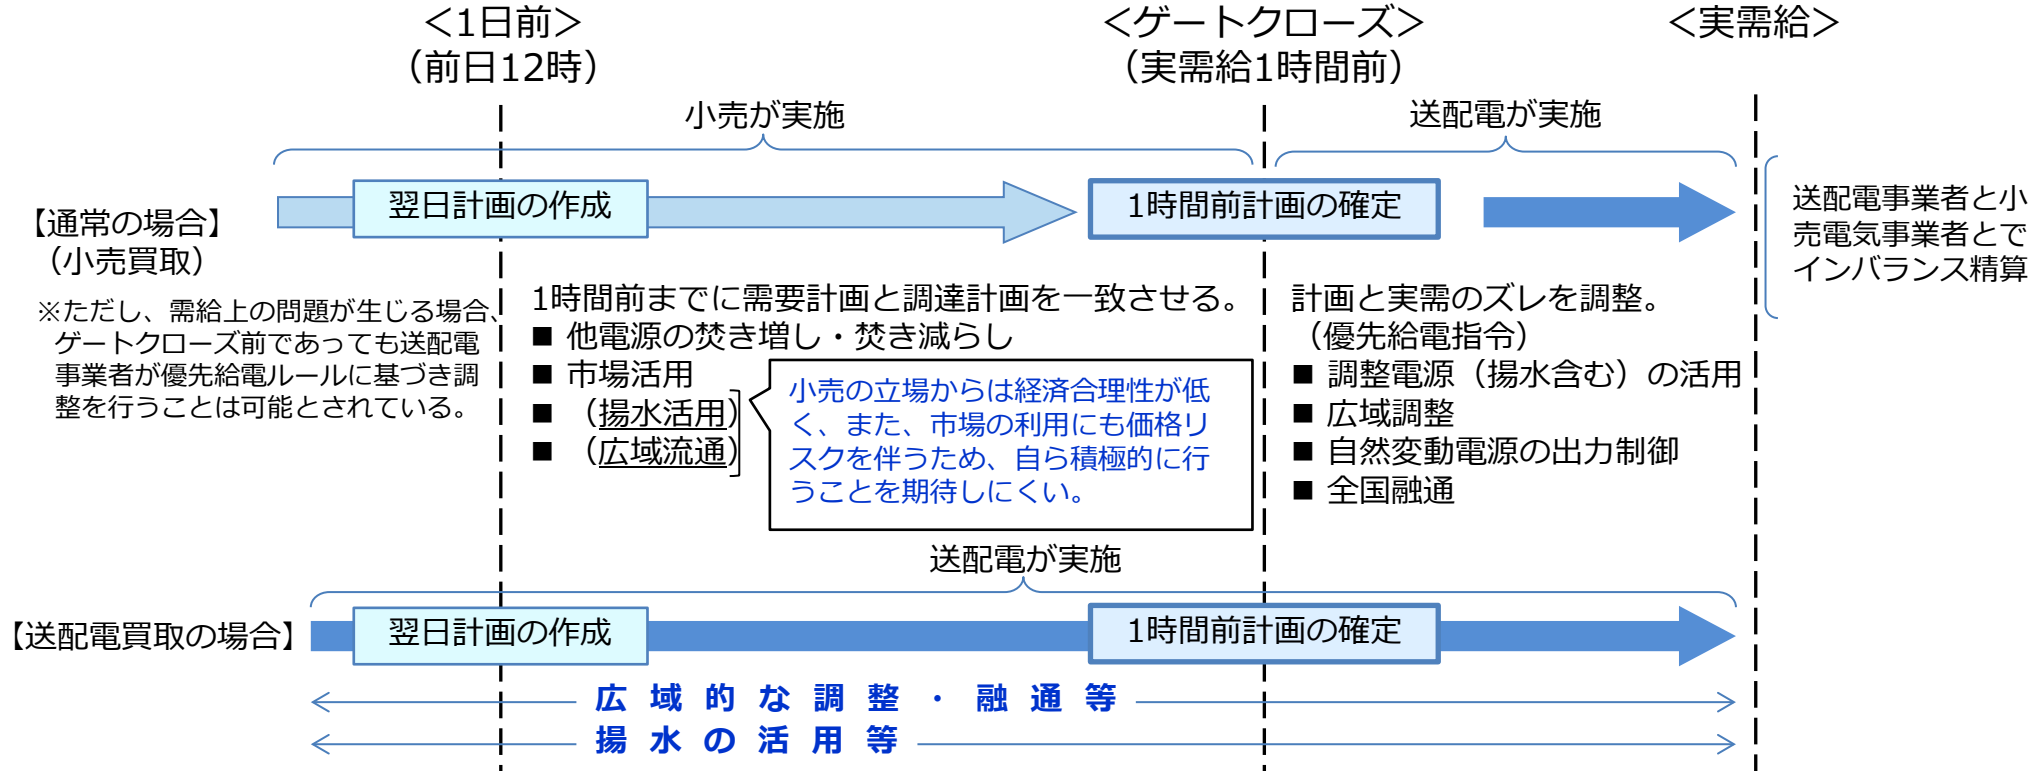 ＜1日前＞
（前日12時）
＜ゲートクローズ＞
（実需給1時間前）
＜実需給＞
小売が実施
送配電が実施
【通常の場合】
（小売買取）
翌日計画の作成
1時間前計画の確定
送配電事業者と小
売電気事業者とで
インバランス精算
※ただし、需給上の問題が生じる場合、
ゲートクローズ前であっても送配電
事業者が優先給電ルールに基づき調
整を行うことは可能とされている。
1時間前までに需要計画と調達計画を一致させる。
■ 他電源の焚き増し・焚き減らし
■ 市場活用
■ （揚水活用）
■ （広域流通）
小売の立場からは経済合理性が低
く、また、市場の利用にも価格リ
スクを伴うため、自ら積極的に行
うことを期待しにくい。
計画と実需のズレを調整。
（優先給電指令）
■ 調整電源（揚水含む）の活用
■ 広域調整
■ 自然変動電源の出力制御
■ 全国融通
送配電が実施
【送配電買取の場合】
翌日計画の作成
1時間前計画の確定
広域的な調整・融通等
揚水の活用等